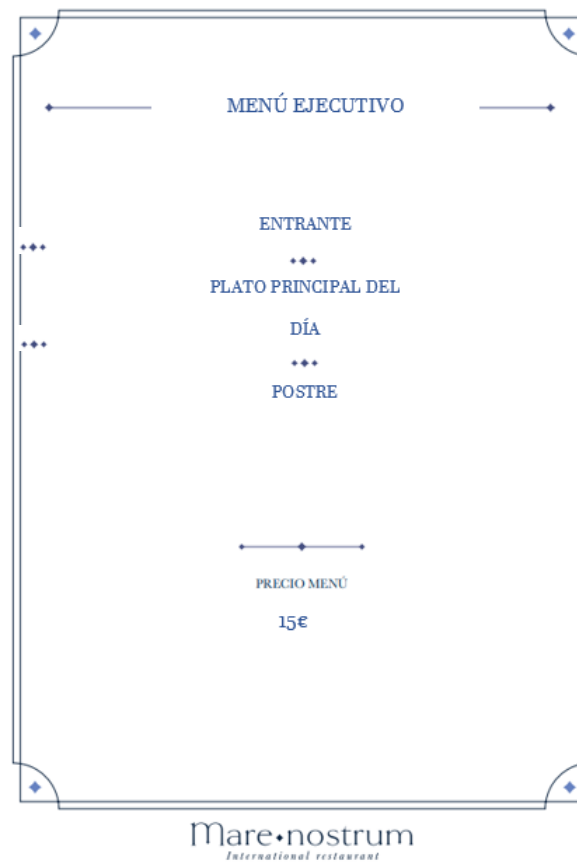 MENÚ EJECUTIVO
ENTRANTE
PLATO PRINCIPAL DEL
DÍA
POSTRE
PRECIO MENÚ
15€
Mare nostrum
International restaurant